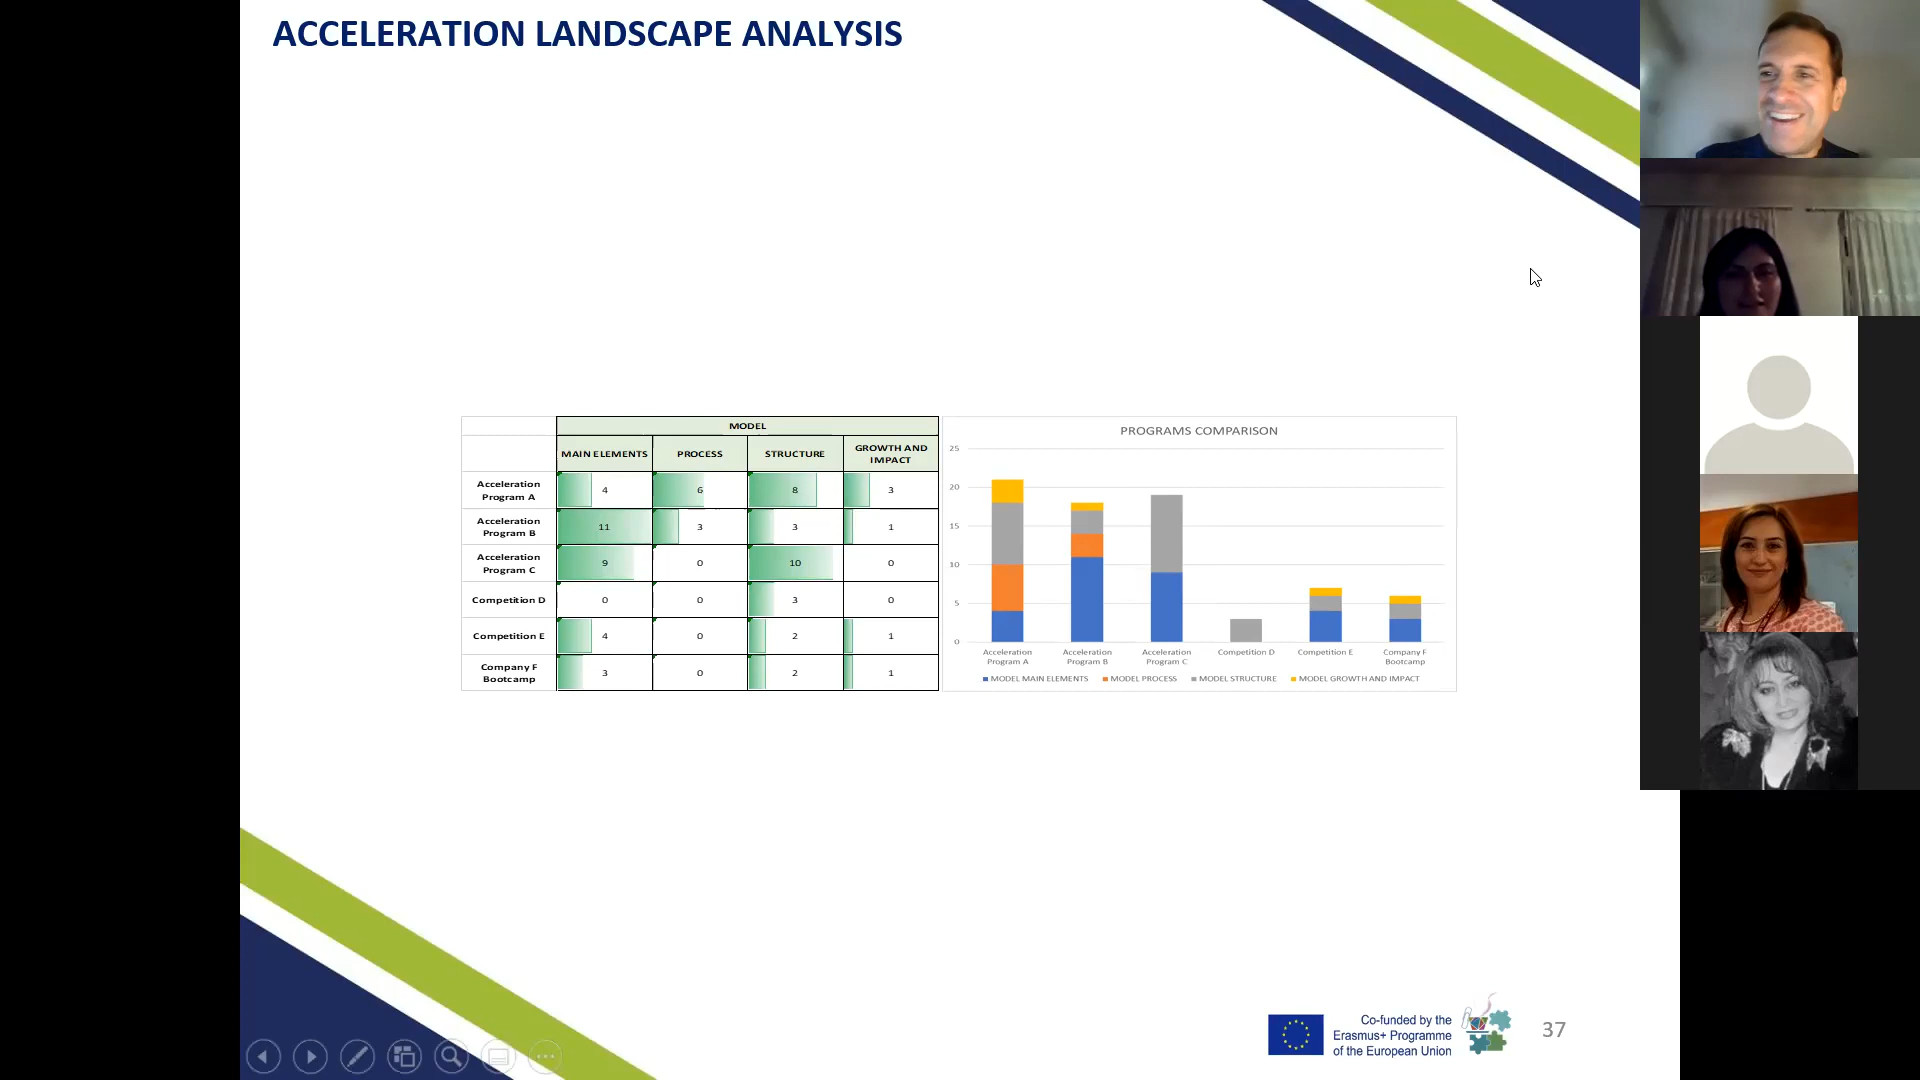 ACCELERATION LANDSCAPE ANALYSIS
MODEL
MAIN ELEMENTS PROCESS STRUCTURE GROWTH AND
IMPACT
Acceleration
Program A 4 6 8 3
Acceleration
Program B 11 3 3 1
Acceleration
Program C 9 0 10 0
Competition D 0 0 3 0
Competition E 4 0 2 1
Company F
Bootcamp 3 0 2 1
PROGRAMS COMPARISON
25
20
15
10
5
0
Acceleration
Program A
Acceleration
Program B
Acceleration
Program C
Competition D
Competition E
Company F
Bootcamp
MODEL MAIN ELEMENTS MODEL PROCESS MODEL STRUCTURE MODEL GROWTH AND IMPACT
Co-funded by the
Erasmus+ Programme
of the European Union
37